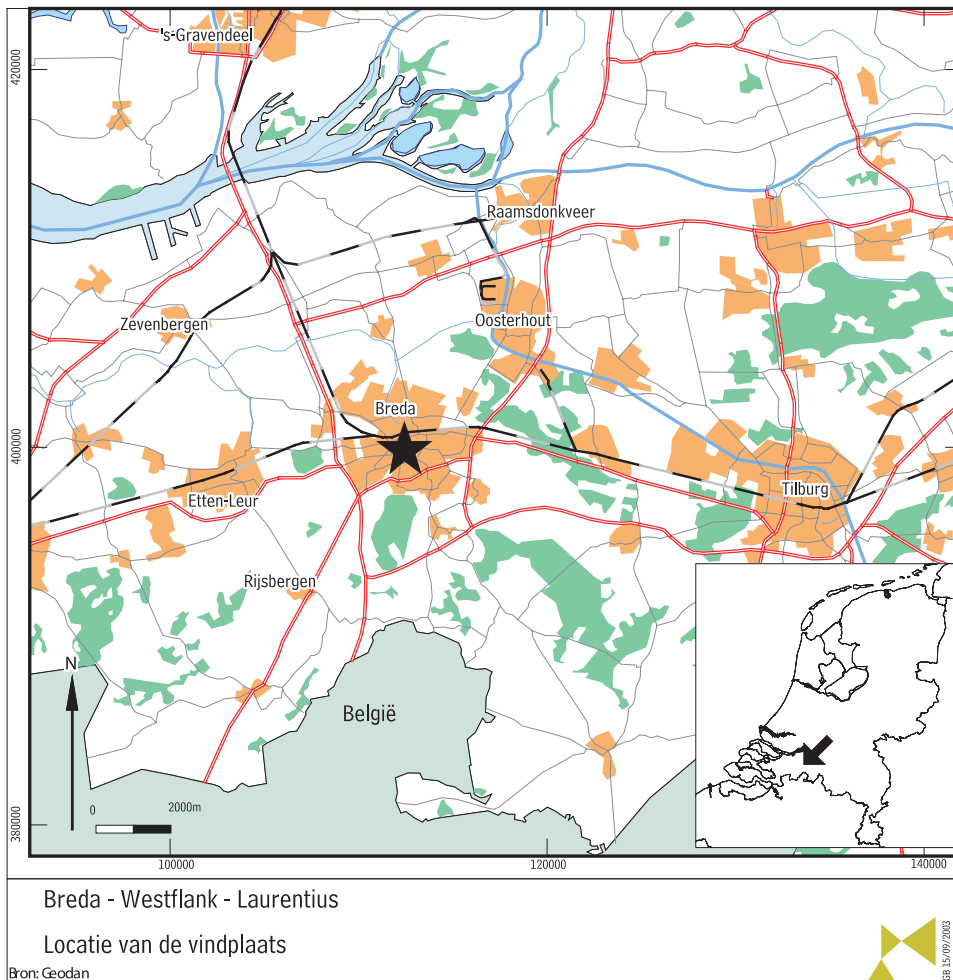 's-Gravendeel
420000
Raamsdonkveer
Zevenbergen
Oosterhout
Breda
400000
Tilburg
Etten-Leur
Rijsbergen
N
België
0 2000m
380000
100000 120000 140000
Breda - Westflank - Laurentius
Locatie van de vindplaats
Bron: Geodan
GB 15/09/2003